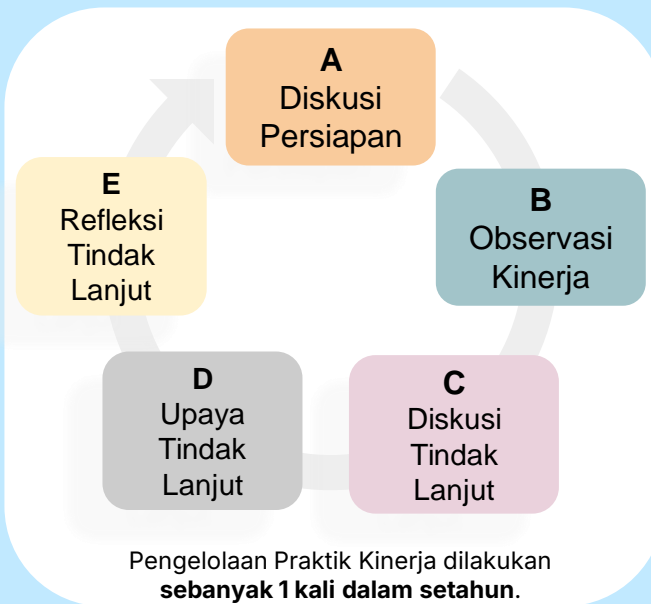 A
Diskusi
Persiapan
B
Observasi
Kinerja
C
Diskusi
Tindak
Lanjut
D
Upaya
Tindak
Lanjut
E
Refleksi
Tindak
Lanjut
Pengelolaan Praktik Kinerja dilakukan
sebanyak 1 kali dalam setahun.